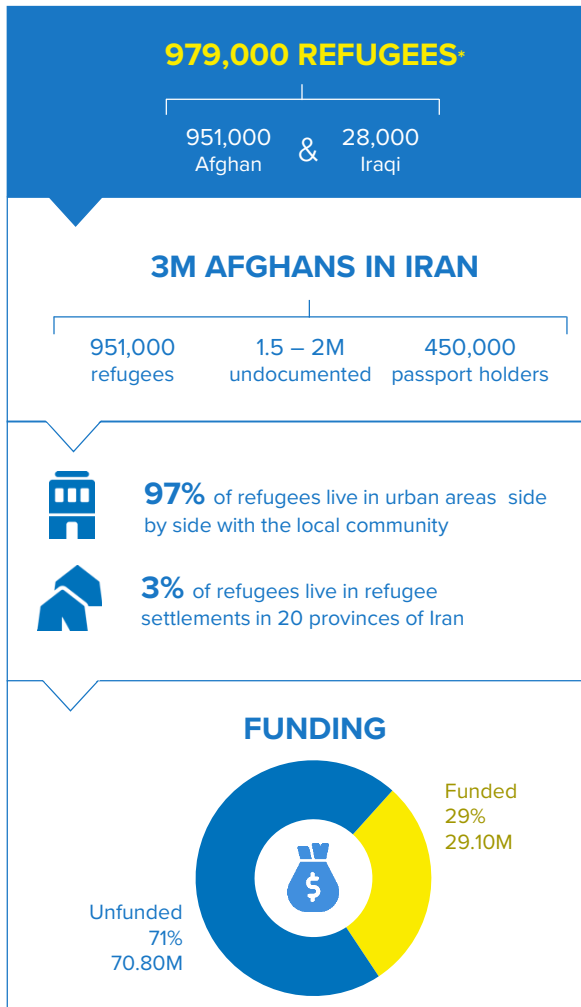 979,000 REFUGEES*
951,000
Afghan
&
28,000
Iraqi
3M AFGHANS IN IRAN
951,000
refugees
1.5 – 2M
undocumented
450,000
passport holders
97% of refugees live in urban areas side
by side with the local community
3% of refugees live in refugee
settlements in 20 provinces of Iran
FUNDING
Funded
29%
29.10M
$
Unfunded
71%
70.80M